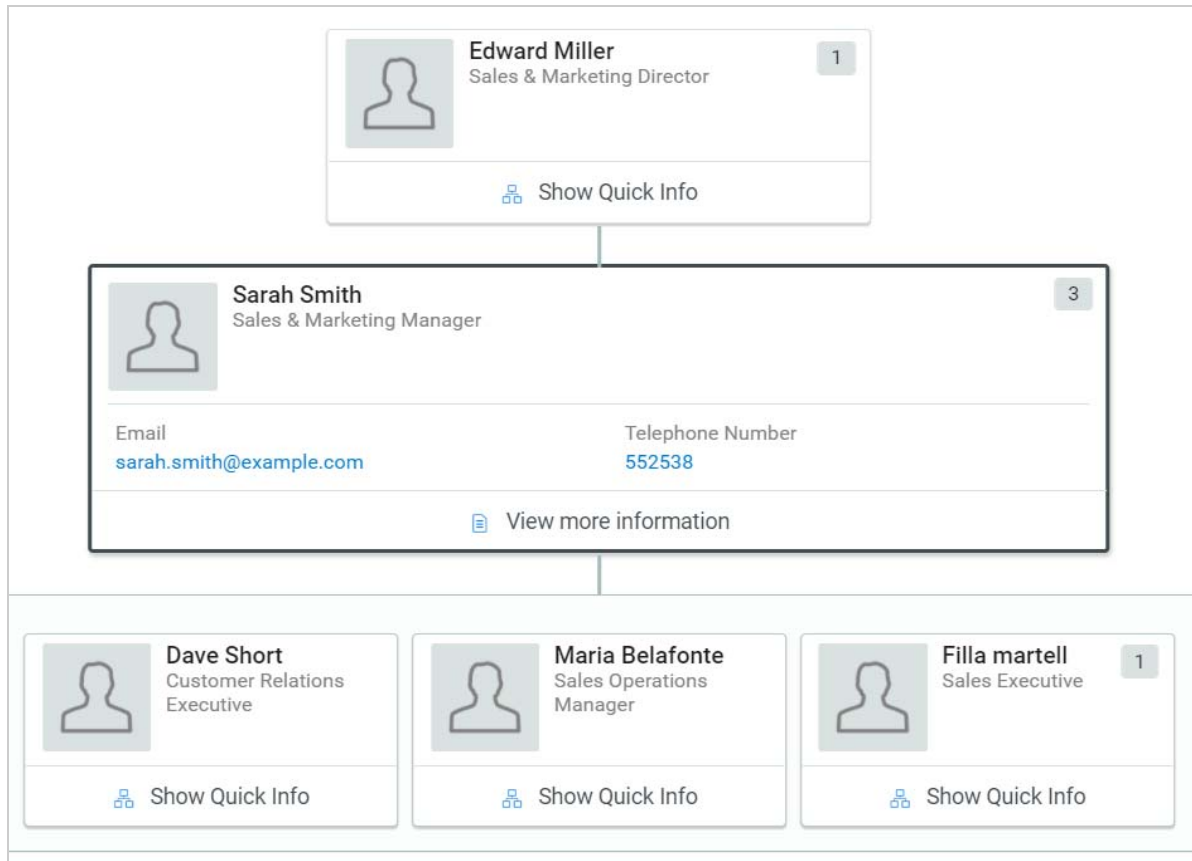 Edward Miller
1
Sales & Marketing Director
Show Quick Info
Sarah Smith
3
Sales & Marketing Manager
Email
Telephone Number
sarah.smith@example.com
552538
View more information
Dave Short
Customer Relations
Executive
Show Quick Info
Maria Belafonte
Sales Operations
Manager
Show Quick Info
Filla martell
1
Sales Executive
Show Quick Info